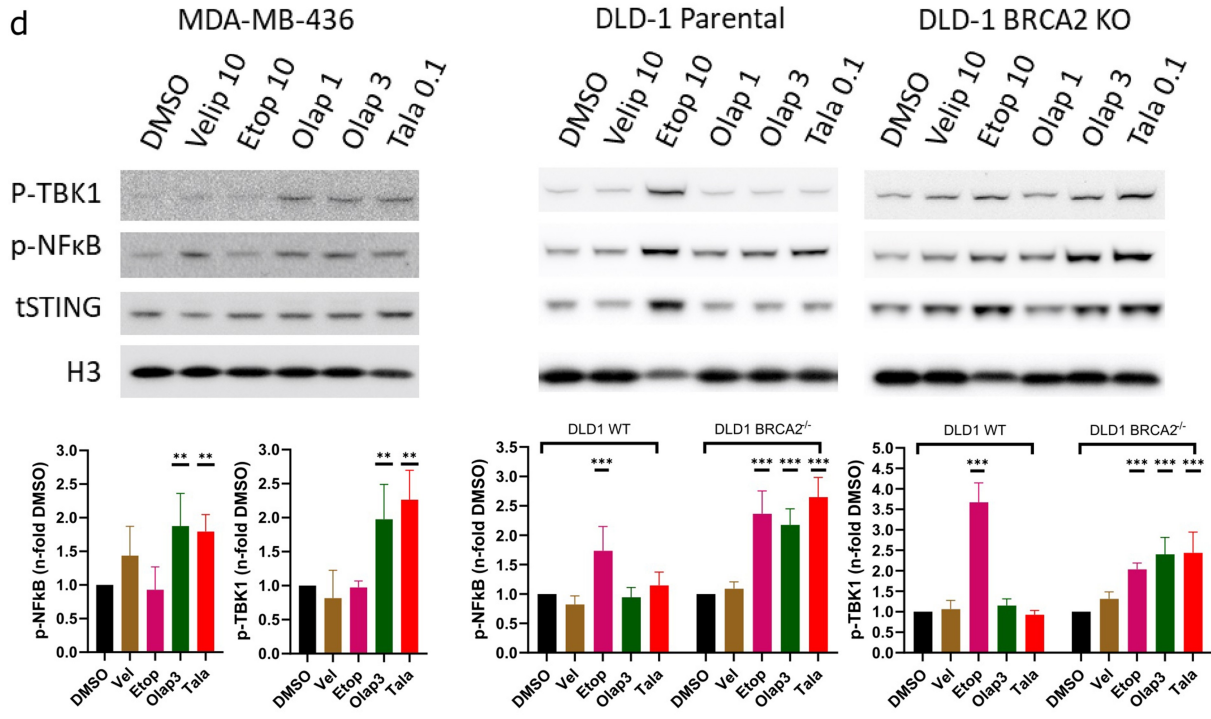 d
MDA-MB-436
DLD-1 Parental
DLD-1 BRCA2 KO
DMSO
Velip 10
Etop 10
Olap 1
Olap 3
Tala 0.1
DMSO
Velip 10
Etop 10
Olap 1
Olap 3
Tala 0.1
DMSO
Velip 10
Etop 10
Olap 1
Olap 3
Tala 0.1
P-TBK1
p-NFκB
tSTING
H3
p-NFkB (n-fold DMSO)
3.0
2.5
2.0
1.5
1.0
0.5
0.0
** **
DMSO
Vel
Etop
Olap3
Tala
p-TBK1 (n-fold DMSO)
3.0
2.5
2.0
1.5
1.0
0.5
0.0
** **
DMSO
Vel
Etop
Olap3
Tala
p-NFkB (n-fold DMSO)
3.5
3.0
2.5
2.0
1.5
1.0
0.5
0.0
DLD1 WT
DLD1 BRCA2-/-
***
*** *** ***
DMSO
Vel
Etop
Olap3
Tala
DMSO
Vel
Etop
Olap3
Tala
p-TBK1 (n-fold DMSO)
5.0
4.5
4.0
3.5
3.0
2.5
2.0
1.5
1.0
0.5
0.0
DLD1 WT
DLD1 BRCA2-/-
***
*** *** ***
DMSO
Vel
Etop
Olap3
Tala
DMSO
Vel
Etop
Olap3
Tala